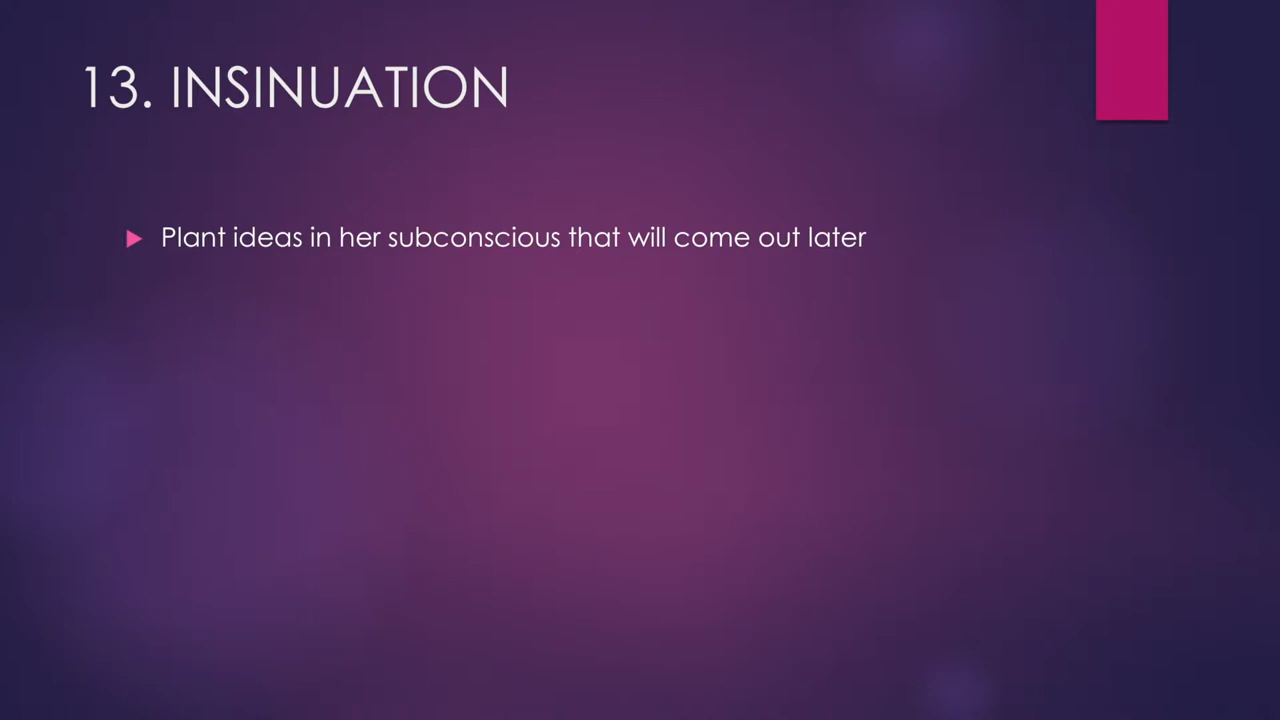 13. INSINUATION
Plant ideas in her subconscious that will come out later